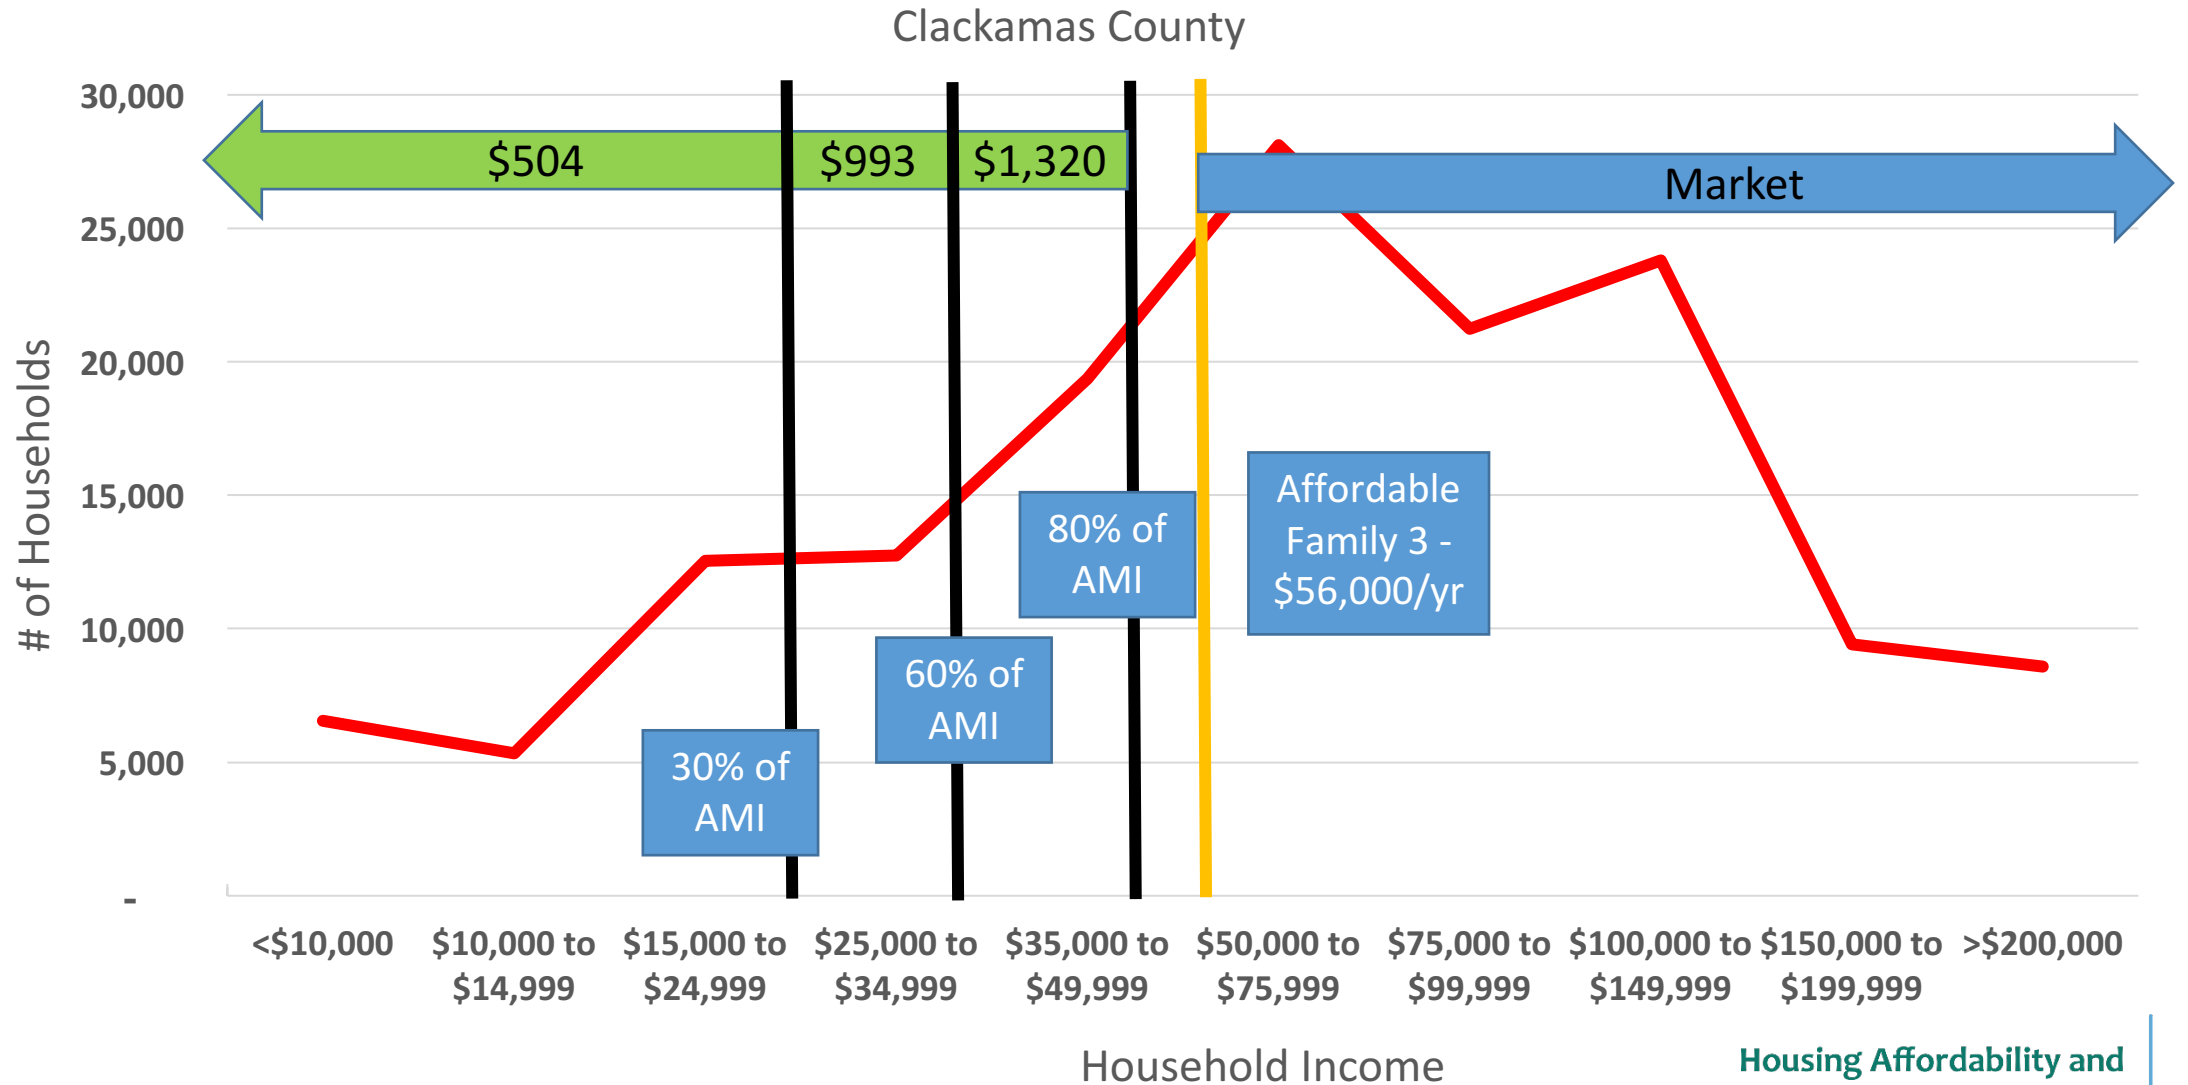 Clackamas County
30,000
25,000
20,000
15,000
10,000
5,000
-
# of Households
$504
$993
$1,320
Market
30% of
AMI
60% of
AMI
80% of
AMI
Affordable
Family 3 -
$56,000/yr
<$10,000
$10,000 to
$14,999
$15,000 to
$24,999
$25,000 to
$34,999
$35,000 to
$49,999
$50,000 to
$75,999
$75,000 to
$99,999
$100,000 to
$149,999
$150,000 to
$199,999
>$200,000
Household Income
Housing Affordability and